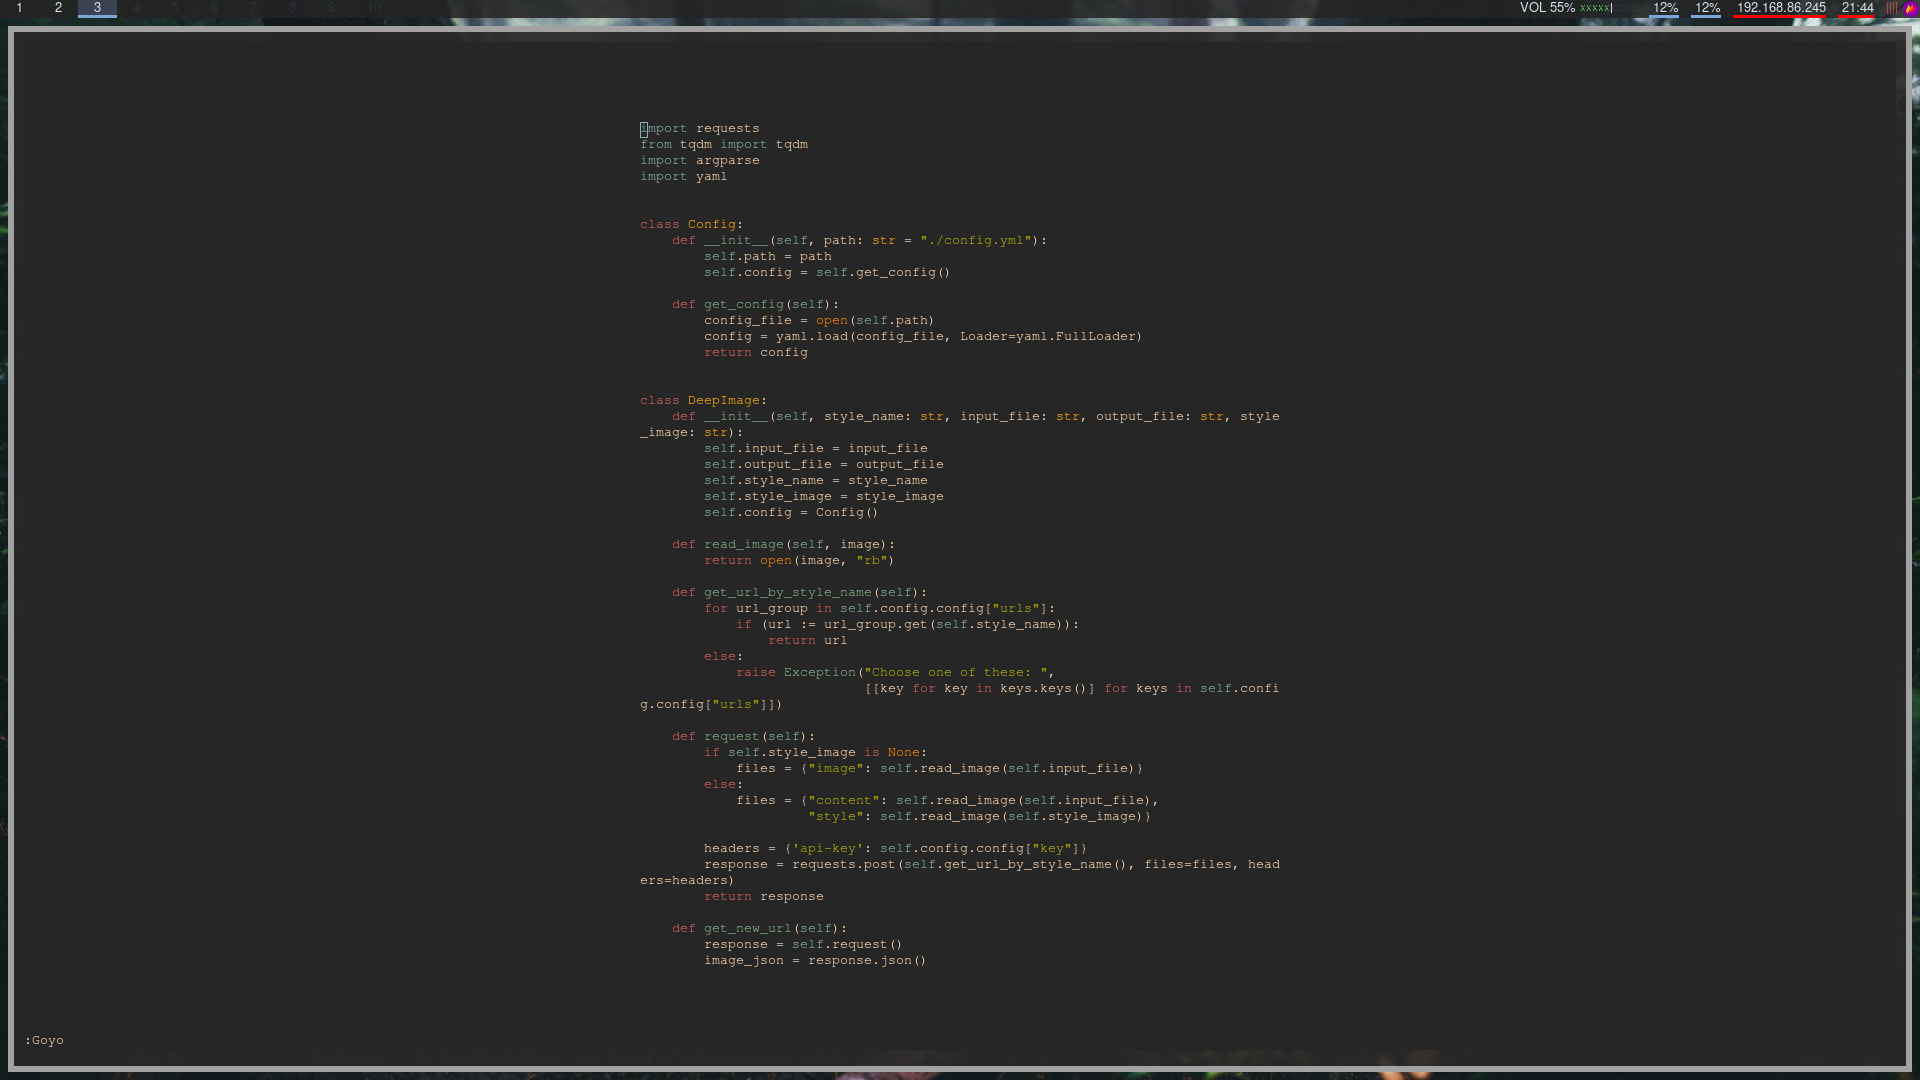 1 2 3 4 5 6 7 8 9 10 VOL 55% xxxxx| 12% 12% 192.168.86.245 21:44
import requests
from tqdm import tqdm
import argparse
import yaml
class Config:
    def __init__(self, path: str = "./config.yml"):
        self.path = path
        self.config = self.get_config()
    def get_config(self):
        config_file = open(self.path)
        config = yaml.load(config_file, Loader=yaml.FullLoader)
        return config
class DeepImage:
    def __init__(self, style_name: str, input_file: str, output_file: str, style
_image: str):
        self.input_file = input_file
        self.output_file = output_file
        self.style_name = style_name
        self.style_image = style_image
        self.config = Config()
    def read_image(self, image):
        return open(image, "rb")
    def get_url_by_style_name(self):
        for url_group in self.config.config["urls"]:
            if (url := url_group.get(self.style_name)):
                return url
        else:
            raise Exception("Choose one of these: ",
                            [[key for key in keys.keys()] for keys in self.confi
g.config["urls"]])
    def request(self):
        if self.style_image is None:
            files = {"image": self.read_image(self.input_file)}
        else:
            files = {"content": self.read_image(self.input_file),
                     "style": self.read_image(self.style_image)}
        headers = {'api-key': self.config.config["key"]}
        response = requests.post(self.get_url_by_style_name(), files=files, head
ers=headers)
        return response
    def get_new_url(self):
        response = self.request()
        image_json = response.json()
:Goyo